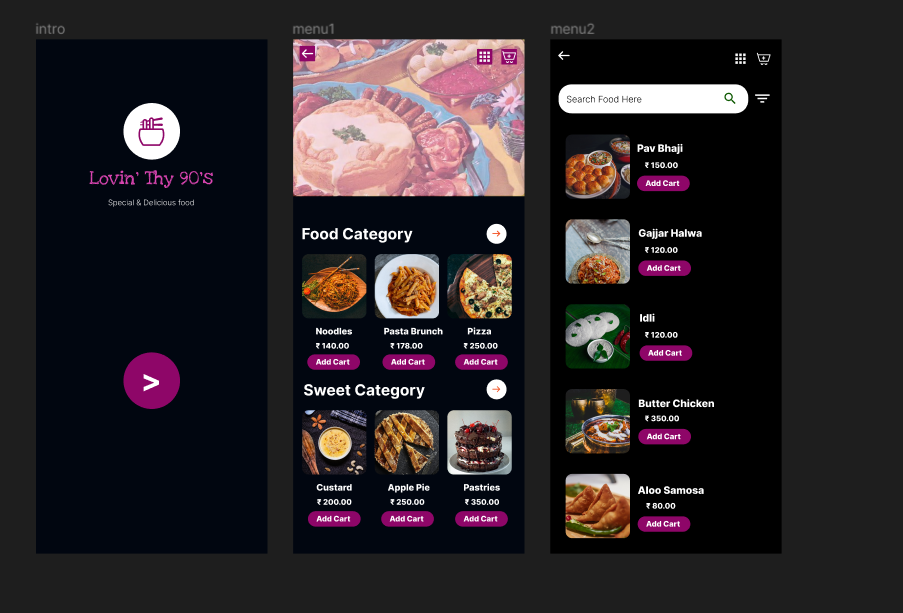 intro
menu1
menu2
Lovin' Thy 90's
Special & Delicious food
>
Food Category
Noodles
₹ 140.00
Add Cart
Pasta Brunch
₹ 178.00
Add Cart
Pizza
₹ 250.00
Add Cart
Sweet Category
Custard
₹ 200.00
Add Cart
Apple Pie
₹ 250.00
Add Cart
Pastries
₹ 350.00
Add Cart
Search Food Here
Pav Bhaji
₹ 150.00
Add Cart
Gajjar Halwa
₹ 120.00
Add Cart
Idli
₹ 120.00
Add Cart
Butter Chicken
₹ 350.00
Add Cart
Aloo Samosa
₹ 80.00
Add Cart